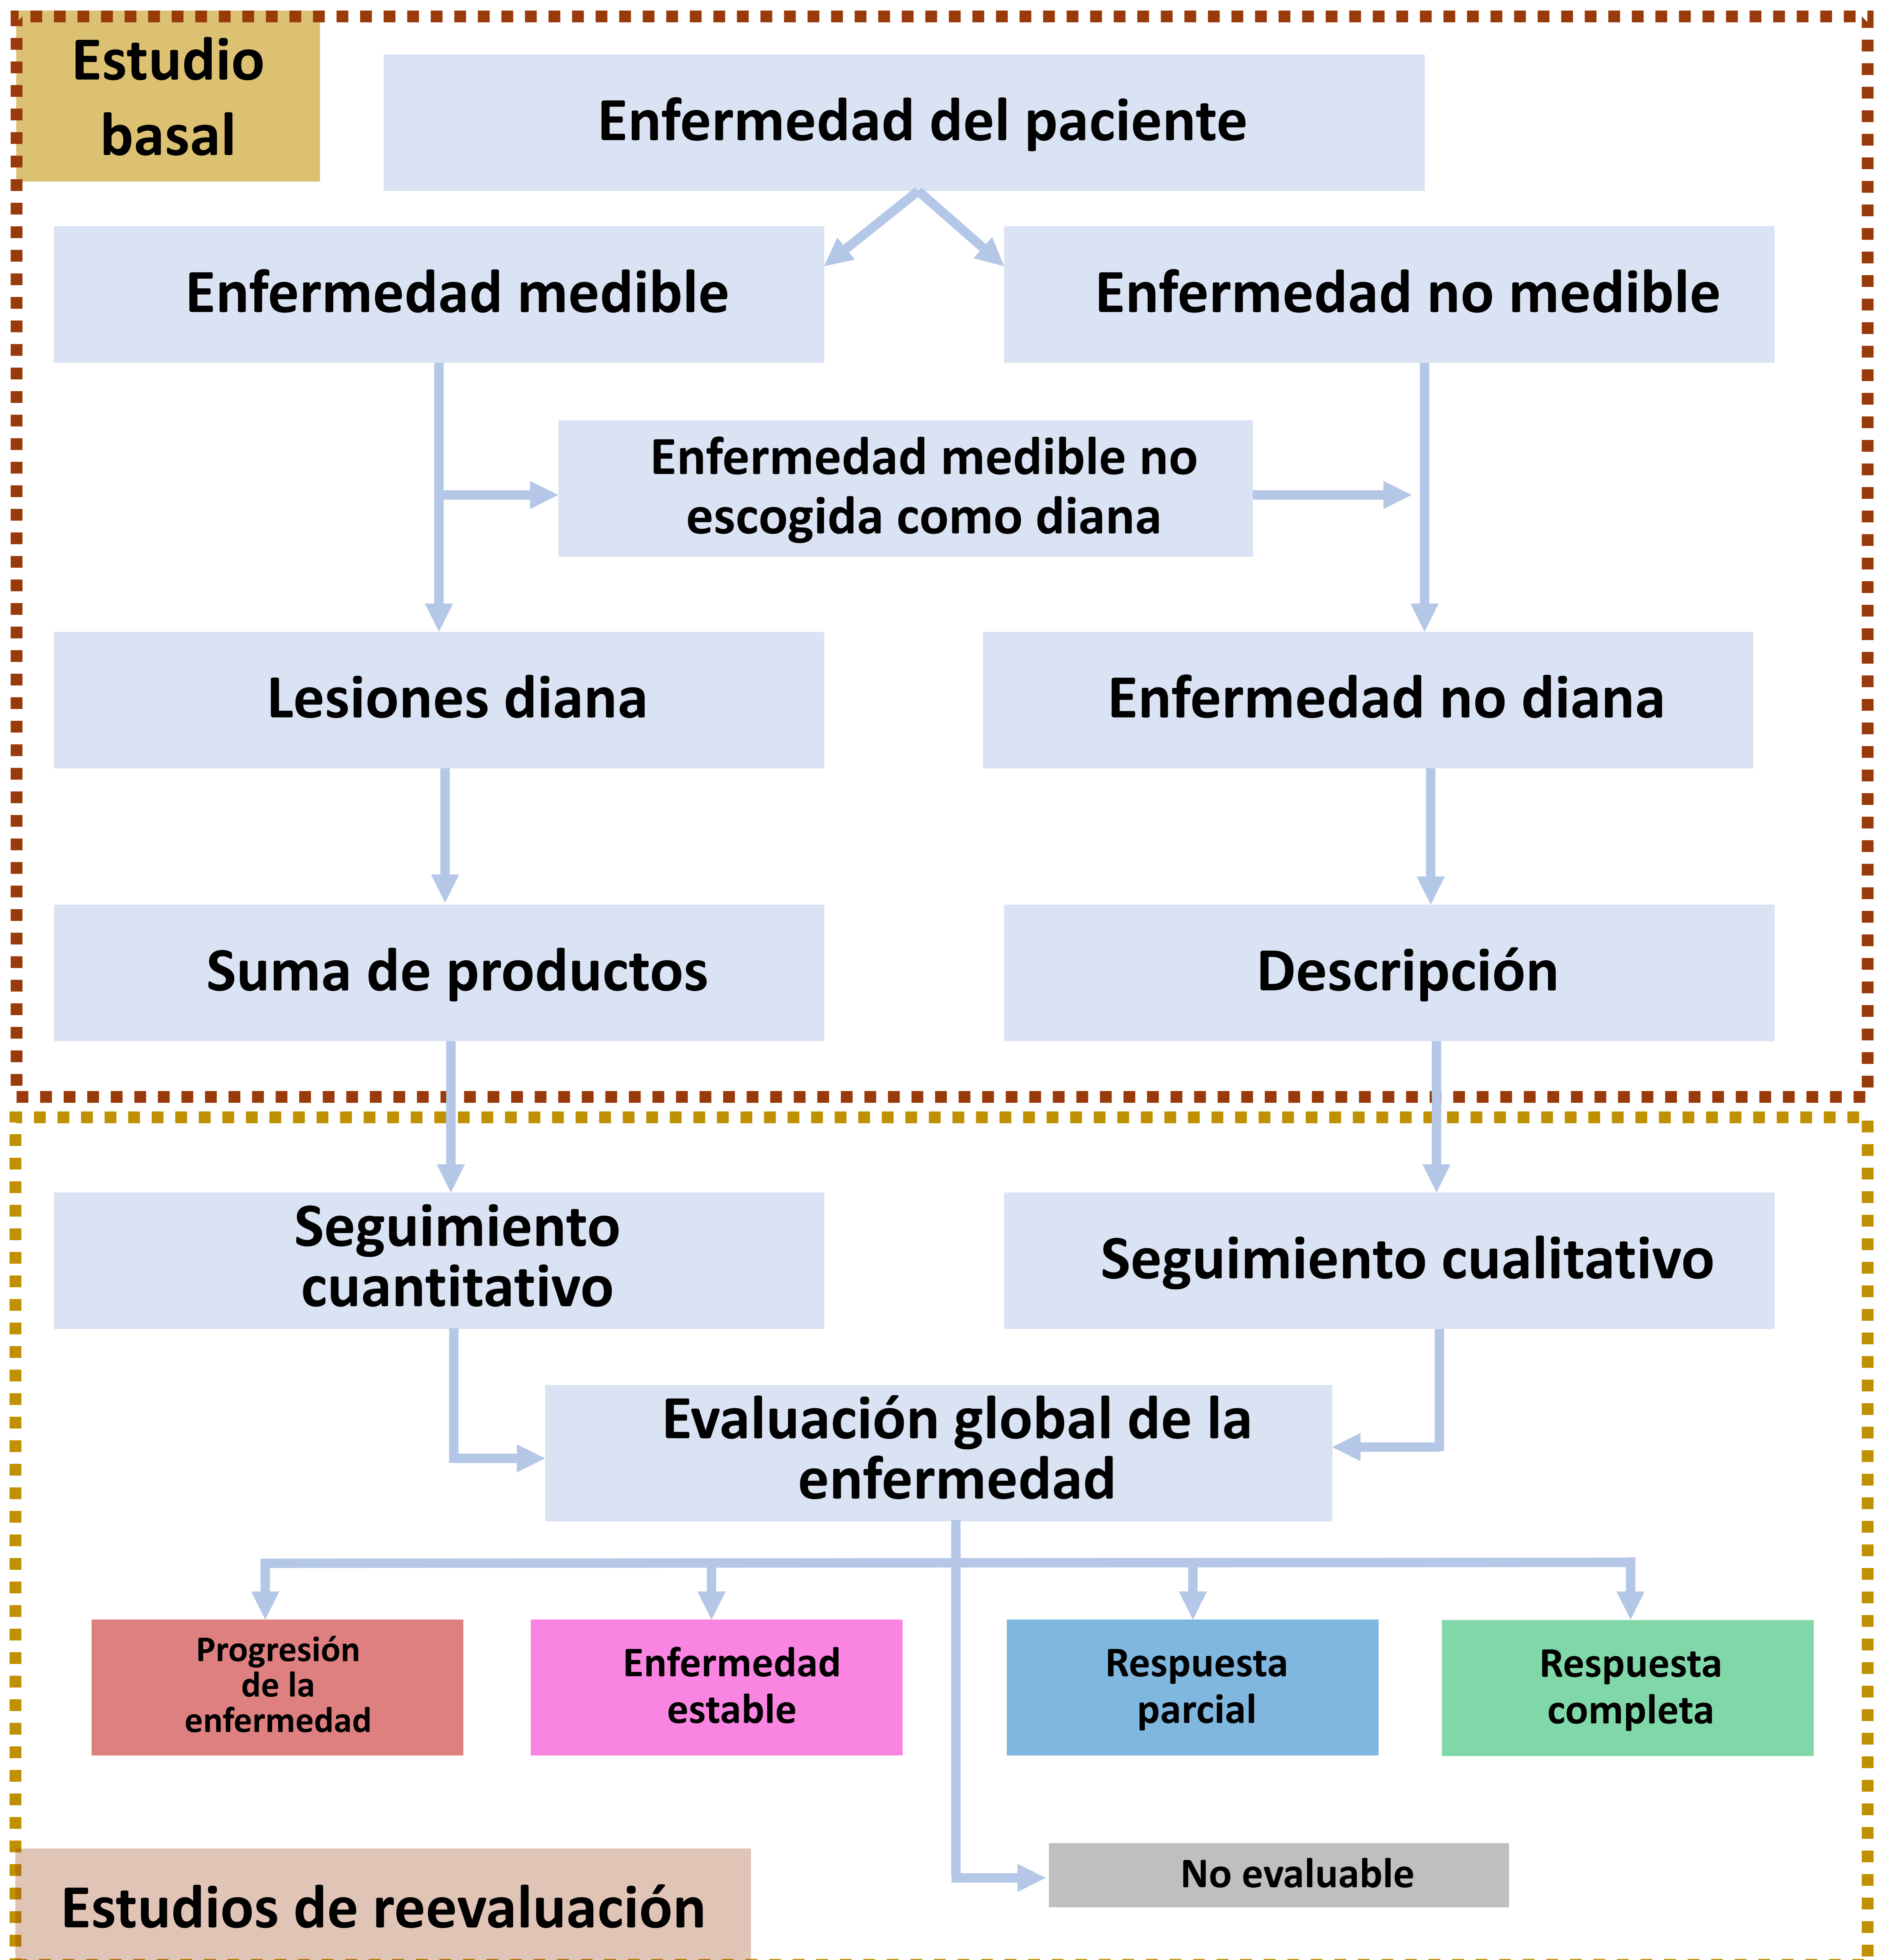 Estudio
basal
Enfermedad del paciente
Enfermedad medible
Enfermedad no medible
Enfermedad medible no
escogida como diana
Lesiones diana
Enfermedad no diana
Suma de productos
Descripción
Seguimiento
cuantitativo
Seguimiento cualitativo
Evaluación global de la
enfermedad
Progresión
de la
enfermedad
Enfermedad
estable
Respuesta
parcial
Respuesta
completa
No evaluable
Estudios de reevaluación